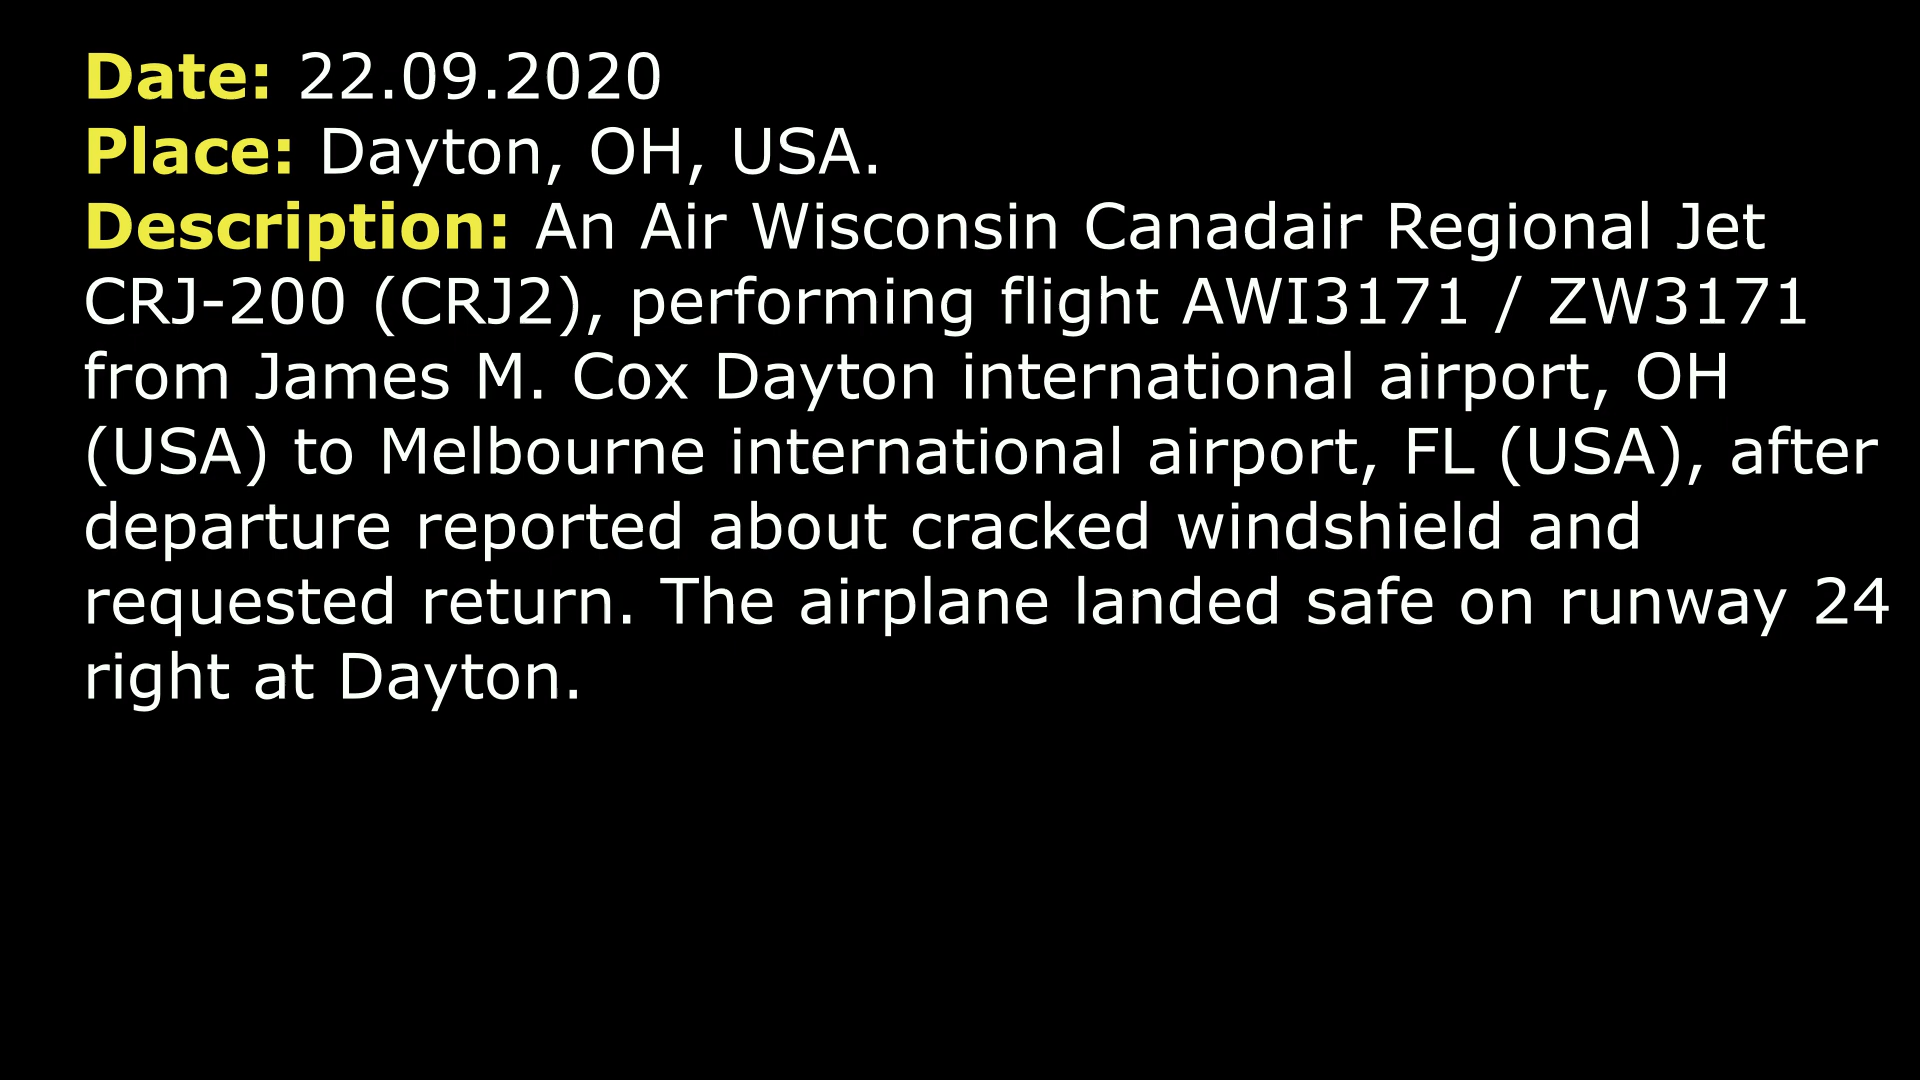 Date: 22.09.2020
Place: Dayton, OH, USA.
Description: An Air Wisconsin Canadair Regional Jet
CRJ-200 (CRJ2), performing flight AWI3171 / ZW3171
from James M. Cox Dayton international airport, OH
(USA) to Melbourne international airport, FL (USA), after
departure reported about cracked windshield and
requested return. The airplane landed safe on runway 24
right at Dayton.